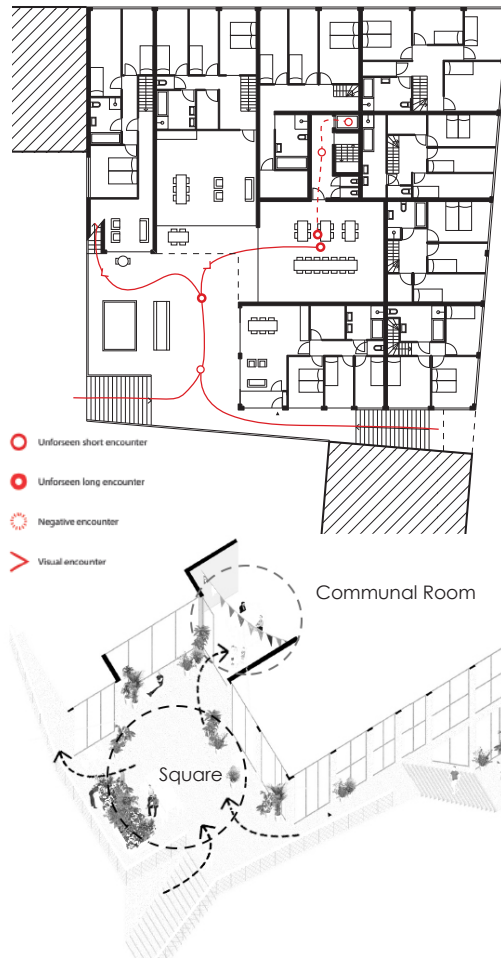 Unforseen short encounter
Unforseen long encounter
Negative encounter
Visual encounter
Communal Room
Square